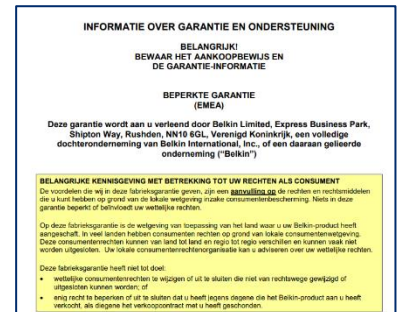 INFORMATIE OVER GARANTIE EN ONDERSTEUNING
BELANGRIJK!
BEWAAR HET AANKOOPBEWIJS EN
DE GARANTIE-INFORMATIE
BEPERKTE GARANTIE
(EMEA)
Deze garantie wordt aan u verleend door Belkin Limited, Express Business Park,
Shipton Way, Rushden, NN10 6GL, Verenigd Koninkrijk, een volledige
dochteronderneming van Belkin International, Inc., of een daaraan gelieerde
onderneming ("Belkin")
BELANGRIJKE KENNISGEVING MET BETREKKING TOT UW RECHTEN ALS CONSUMENT
De voordelen die wij in deze fabrieksgarantie geven, zijn een aanvulling op de rechten en rechtsmiddelen
die u kunt hebben op grond van de lokale wetgeving inzake consumentenbescherming. Niets in deze
garantie beperkt of beïnvloedt uw wettelijke rechten.
Op deze fabrieksgarantie is de wetgeving van toepassing van het land waar u uw Belkin-product heeft
aangeschaft. In veel landen hebben consumenten rechten op grond van lokale consumentenwetgeving.
Deze consumentenrechten kunnen van land tot land en regio tot regio verschillen en kunnen vaak niet
worden uitgesloten. Uw lokale consumentenrechtenorganisatie kan u adviseren over uw wettelijke rechten.
Deze fabrieksgarantie heeft niet tot doel:
• wettelijke consumentenrechten te wijzigen of uit te sluiten die niet van rechtswege gewijzigd of
uitgesloten kunnen worden; of
• enig recht te beperken of uit te sluiten dat u heeft jegens degene die het Belkin-product aan u heeft
verkocht, als diegene het verkoopcontract met u heeft geschonden.